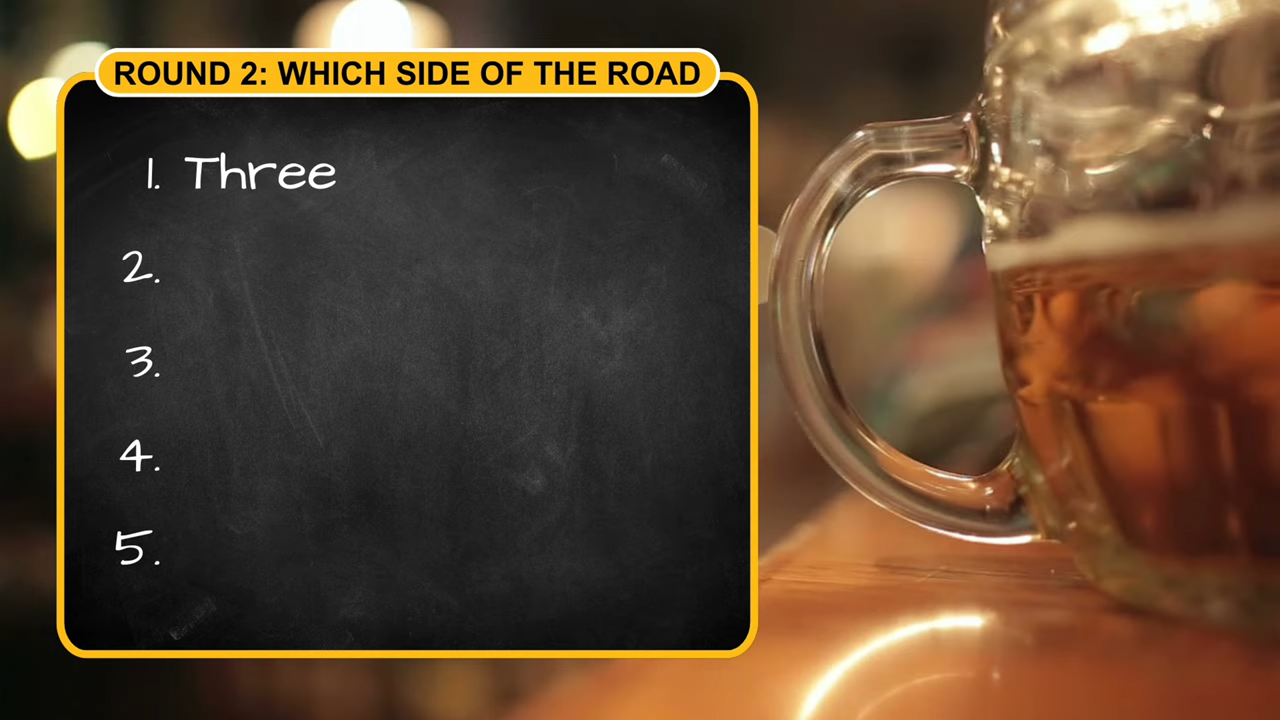 ROUND 2: WHICH SIDE OF THE ROAD
1. Three
2.
3.
4.
5.